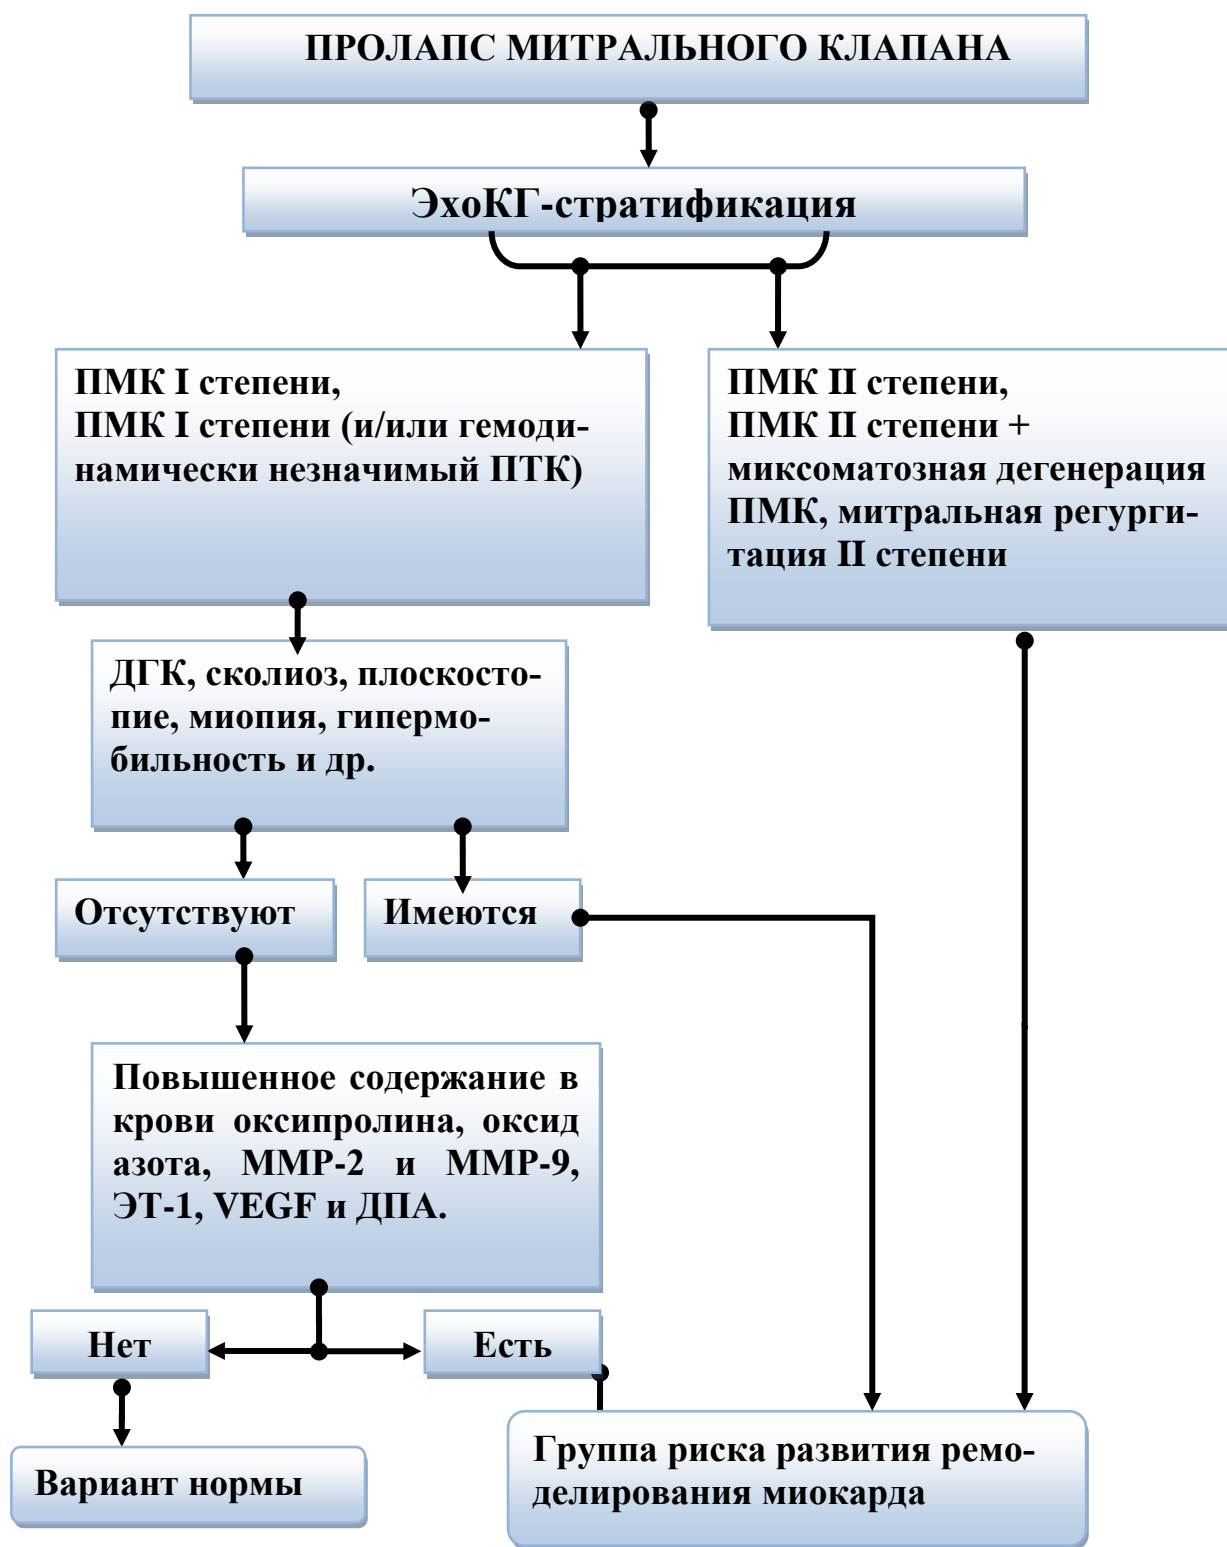 ПРОЛАПС МИТРАЛЬНОГО КЛАПАНА
ЭхоКГ-стратификация
ПМК I степени,
ПМК I степени (и/или гемоди-
намически незначимый ПТК)
ПМК II степени,
ПМК II степени +
миксоматозная дегенерация
ПМК, митральная регурги-
тация II степени
ДГК, сколиоз, плоскосто-
пие, миопия, гипермо-
бильность и др.
Отсутствуют
Имеются
Повышенное содержание в
крови оксипролина, оксид
азота, ММР-2 и ММР-9,
ЭТ-1, VEGF и ДПА.
Нет
Есть
Вариант нормы
Группа риска развития ремо-
делирования миокарда